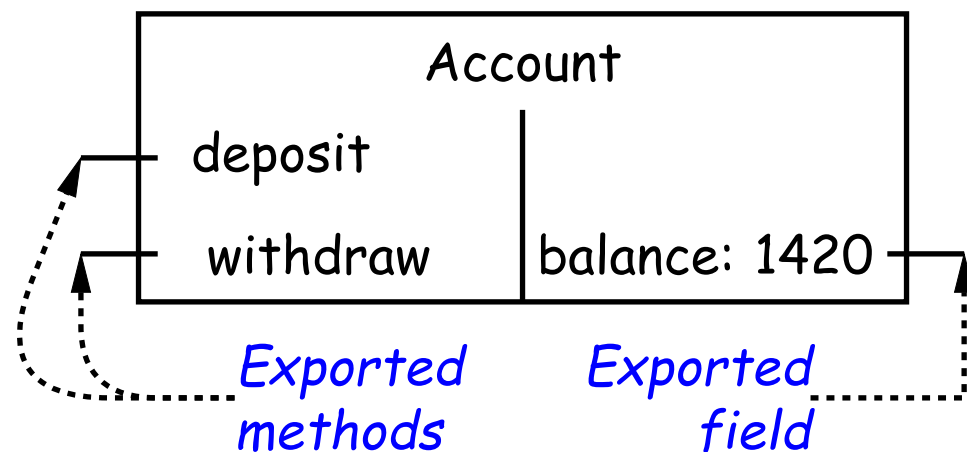 Account
deposit
withdraw
balance: 1420
Exported
methods
Exported
field